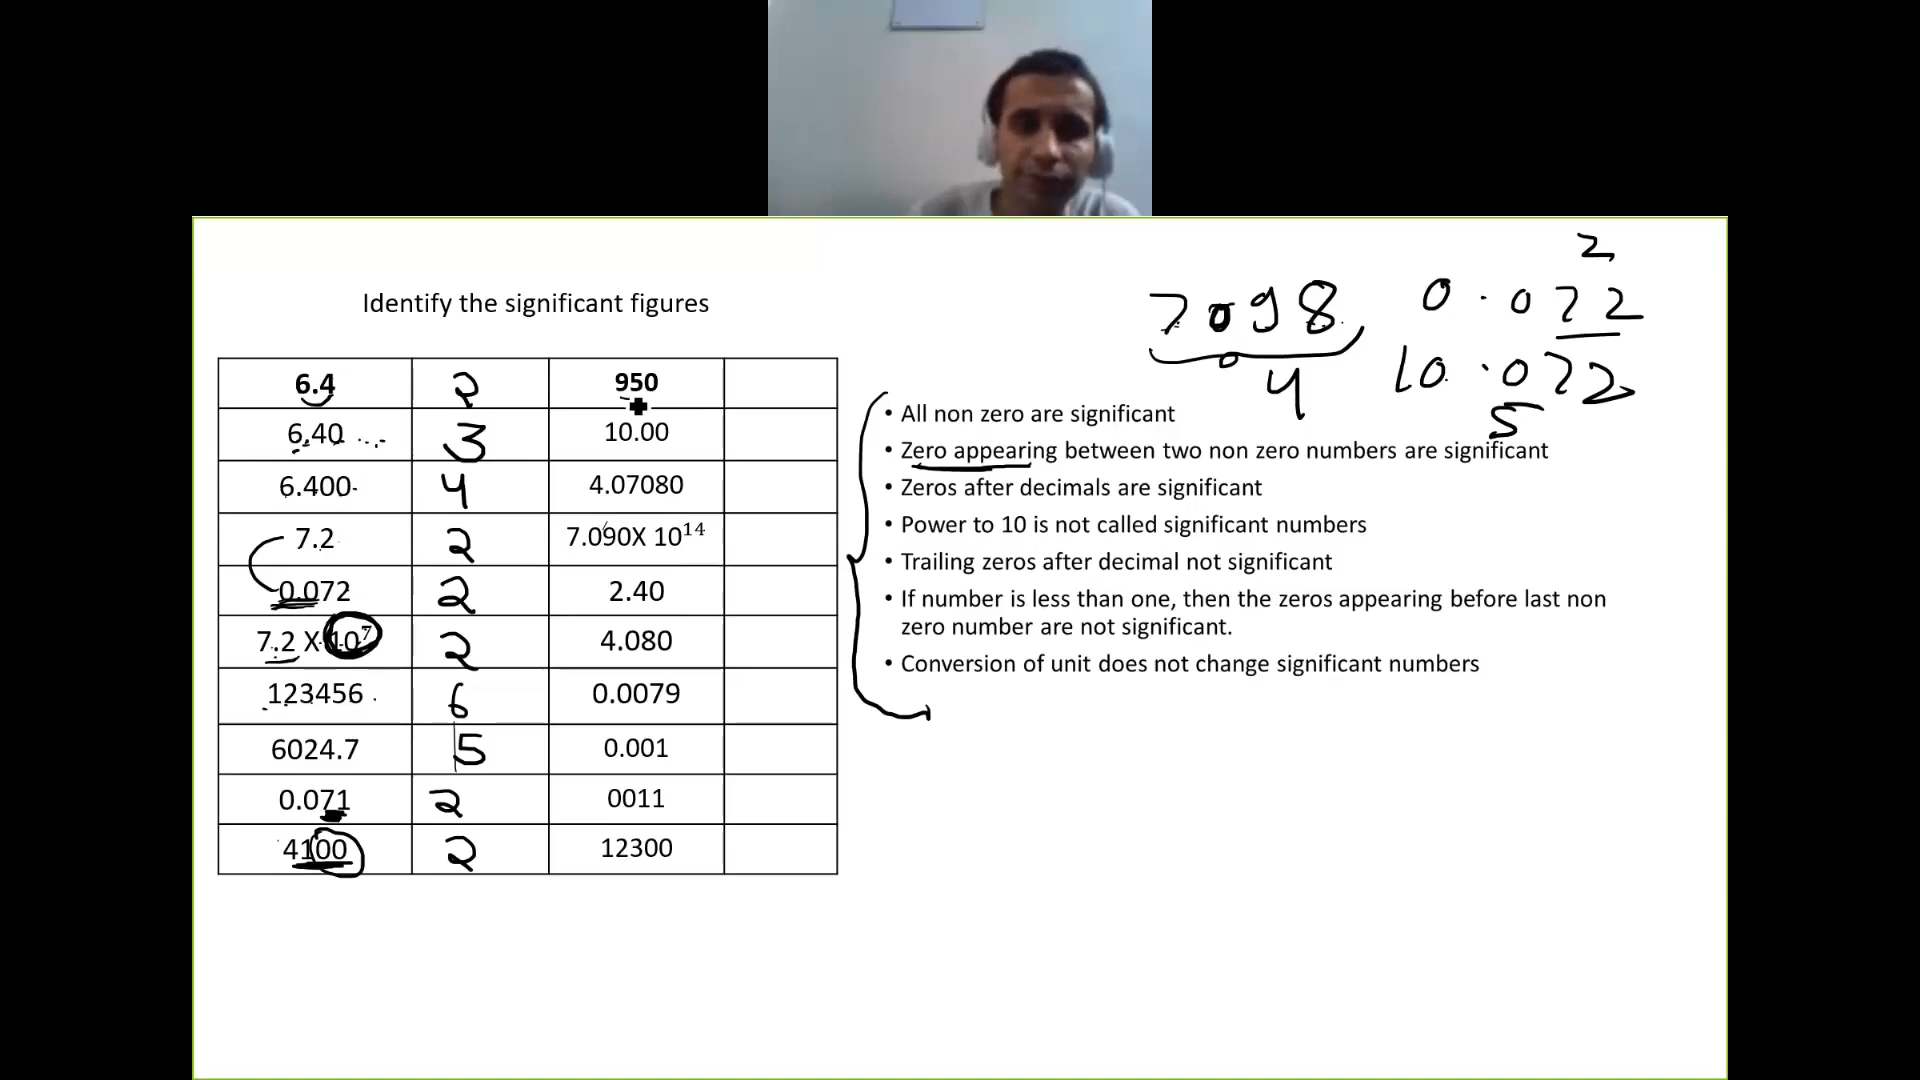 Identify the significant figures
2
7098 0.072
4 10.072
5
6.4 2 950
6.40 ... 3 10.00
6.400 4 4.07080
7.2 2 7.090X 10¹⁴
0.072 2 2.40
7.2 X 10⁷ 2 4.080
123456 6 0.0079
6024.7 5 0.001
0.071 2 0011
4100 2 12300
• All non zero are significant
• Zero appearing between two non zero numbers are significant
• Zeros after decimals are significant
• Power to 10 is not called significant numbers
• Trailing zeros after decimal not significant
• If number is less than one, then the zeros appearing before last non
zero number are not significant.
• Conversion of unit does not change significant numbers